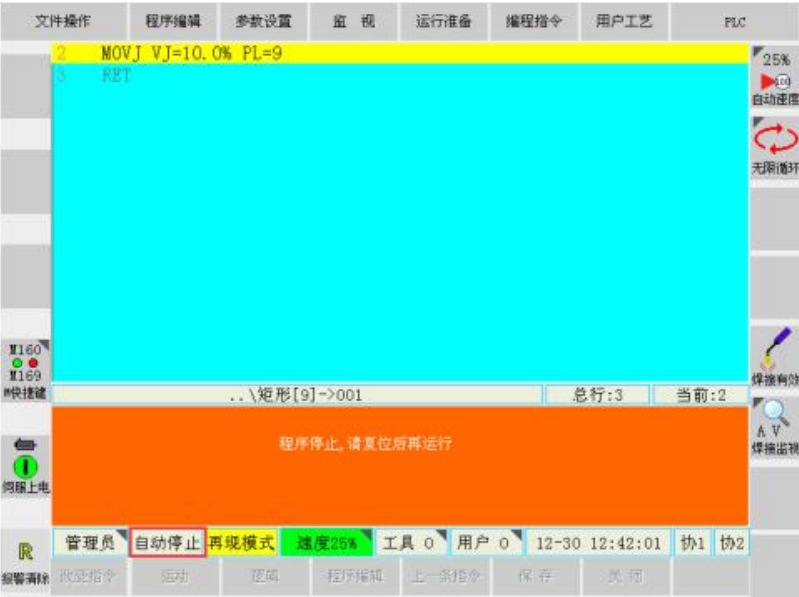 文件操作 程序编辑 参数设置 监 视 运行准备 编程指令 用户工艺 PLC
2 MOVJ VJ=10.0% PL=9
3 RET
25%
100
自动速度
无限循环
M160
M169
M快捷键
焊接有效
..\矩形[9]->001 总行:3 当前:2
A V
焊接监视
程序停止,请复位后再运行
伺服上电
管理员 自动停止 再现模式 速度25% 工具 0 用户 0 12-30 12:42:01 协1 协2
R
报警清除 改变指令 运动 逻辑 程序编辑 上一条指令 保 存 关 闭